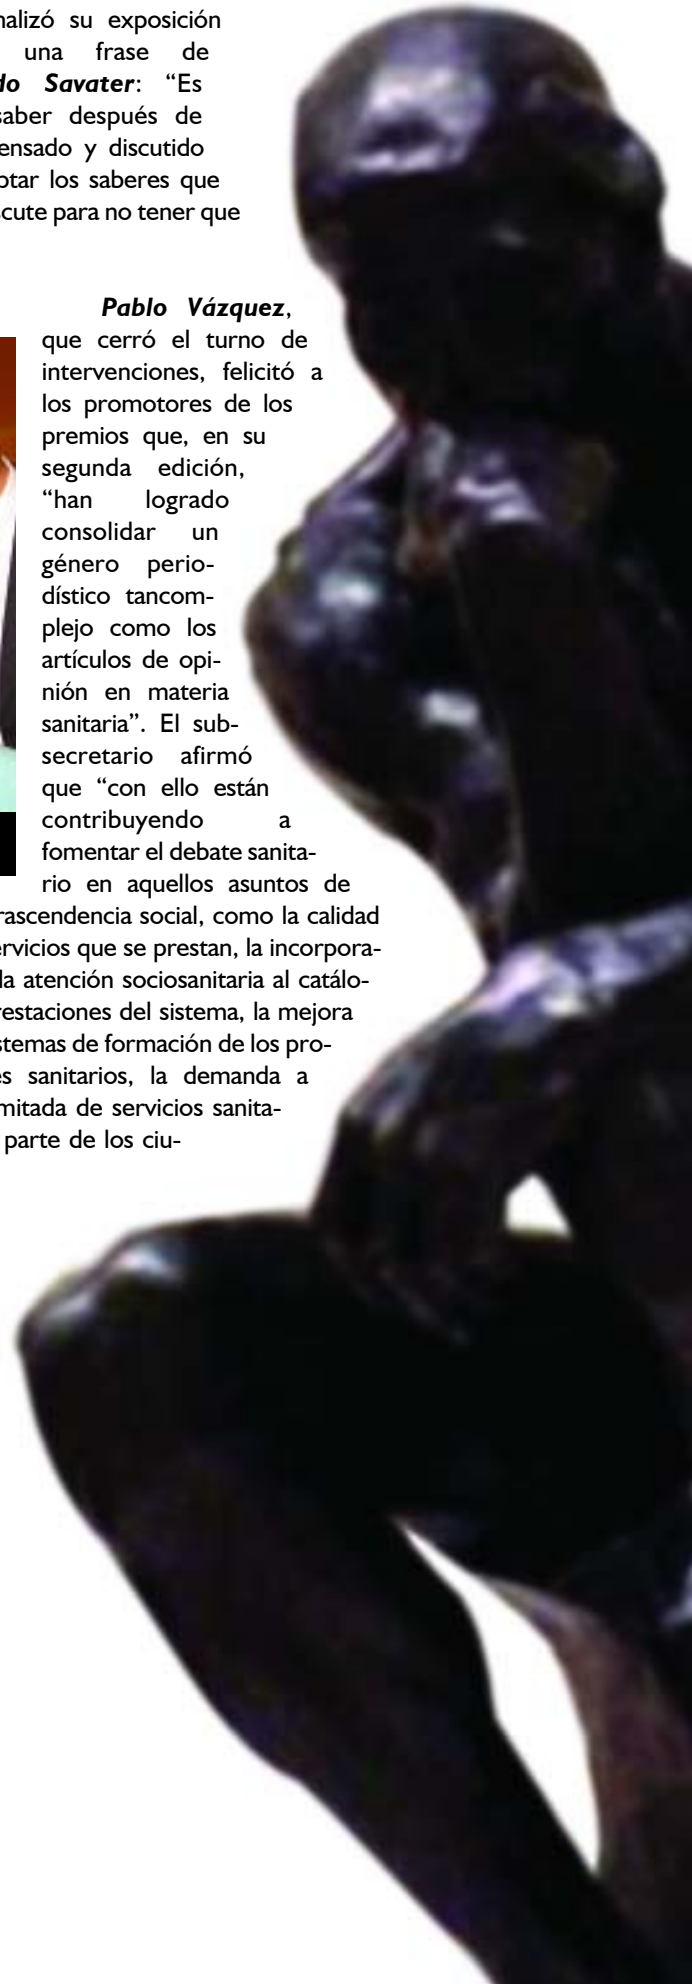 su exposición
una frase de
Savater: “Es
saber después de
y discutido
los saberes que
para no tener que
Pablo Vázquez,
que cerró el turno de
intervenciones, felicitó a
los promotores de los
premios que, en su
segunda edición,
“han logrado
consolidar un
género perio-
dístico tancom-
plejo como los
artículos de opi-
nión en materia
sanitaria”. El sub-
secretario afirmó
que “con ello están
contribuyendo a
fomentar el debate sanita-
rio en aquellos asuntos de
rascendencia social, como la calidad
ervicios que se prestan, la incorpora-
la atención sociosanitaria al catálo-
restaciones del sistema, la mejora
stemas de formación de los pro-
es sanitarios, la demanda a
mitada de servicios sanita-
parte de los ciu-